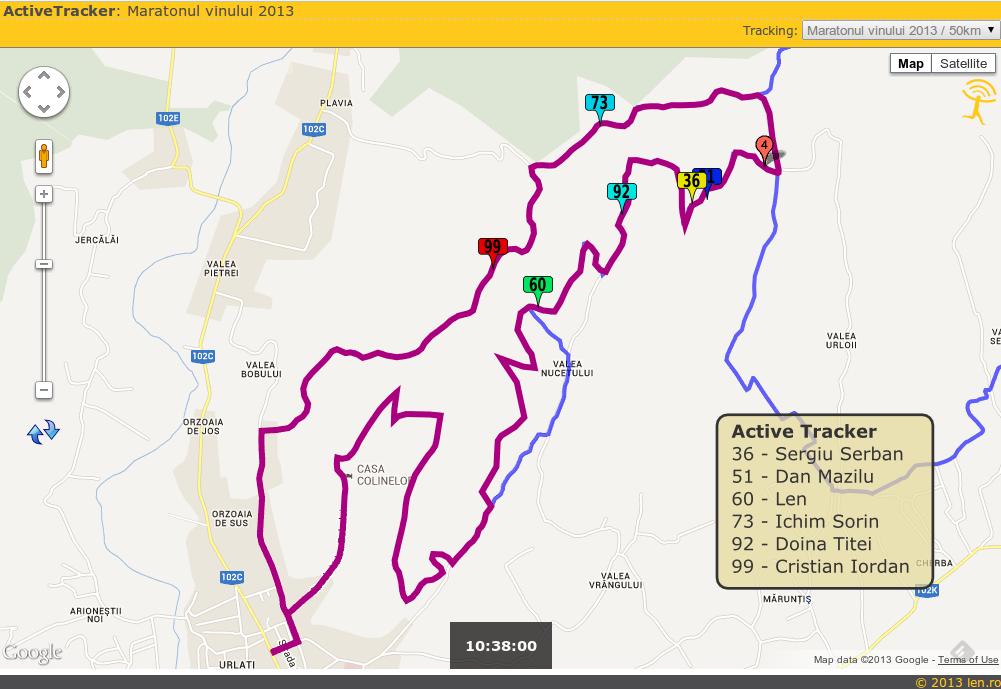 ActiveTracker: Maratonul vinului 2013
Tracking: Maratonul vinului 2013 / 50km
Map Satellite
PLAVIA
102E
102C
73
4
36
92
JERCĂLĂI
99
VALEA
PIETREI
60
102C
VALEA
BOBULUI
VALEA
NUCETULUI
VALEA
URLOII
VA
SE
ORZOAIA
DE JOS
Active Tracker
36 - Sergiu Serban
51 - Dan Mazilu
60 - Len
73 - Ichim Sorin
92 - Doina Titei
99 - Cristian Iordan
CASA
COLINELOR
ORZOAIA
DE SUS
102C
VALEA
VRÂNGULUI
CHERBA
102K
MĂRUNȚIȘ
ARIONEȘTII
NOI
10:38:00
Strada
URLATI
Google
Map data ©2013 Google - Terms of Use
© 2013 len.ro